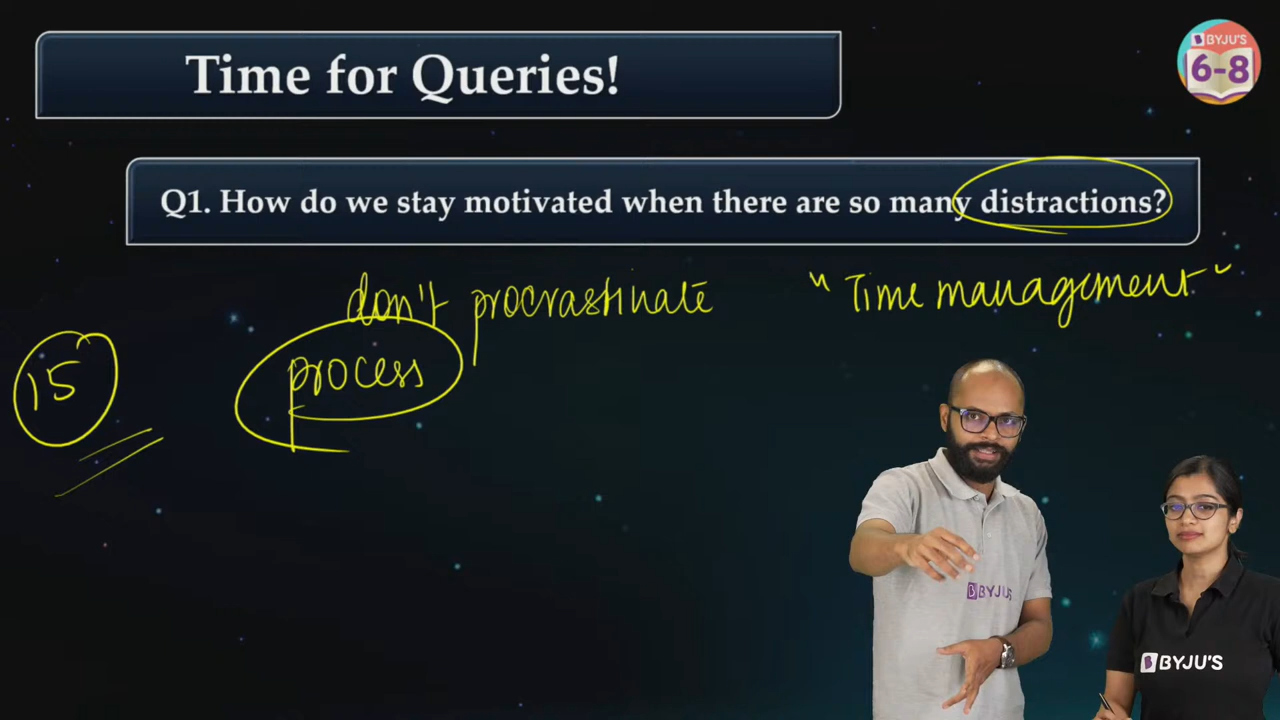 Time for Queries!
BYJU'S
6-8
Q1. How do we stay motivated when there are so many distractions?
don't procrastinate
"Time management"
15
process
BYJU'S
BYJU'S